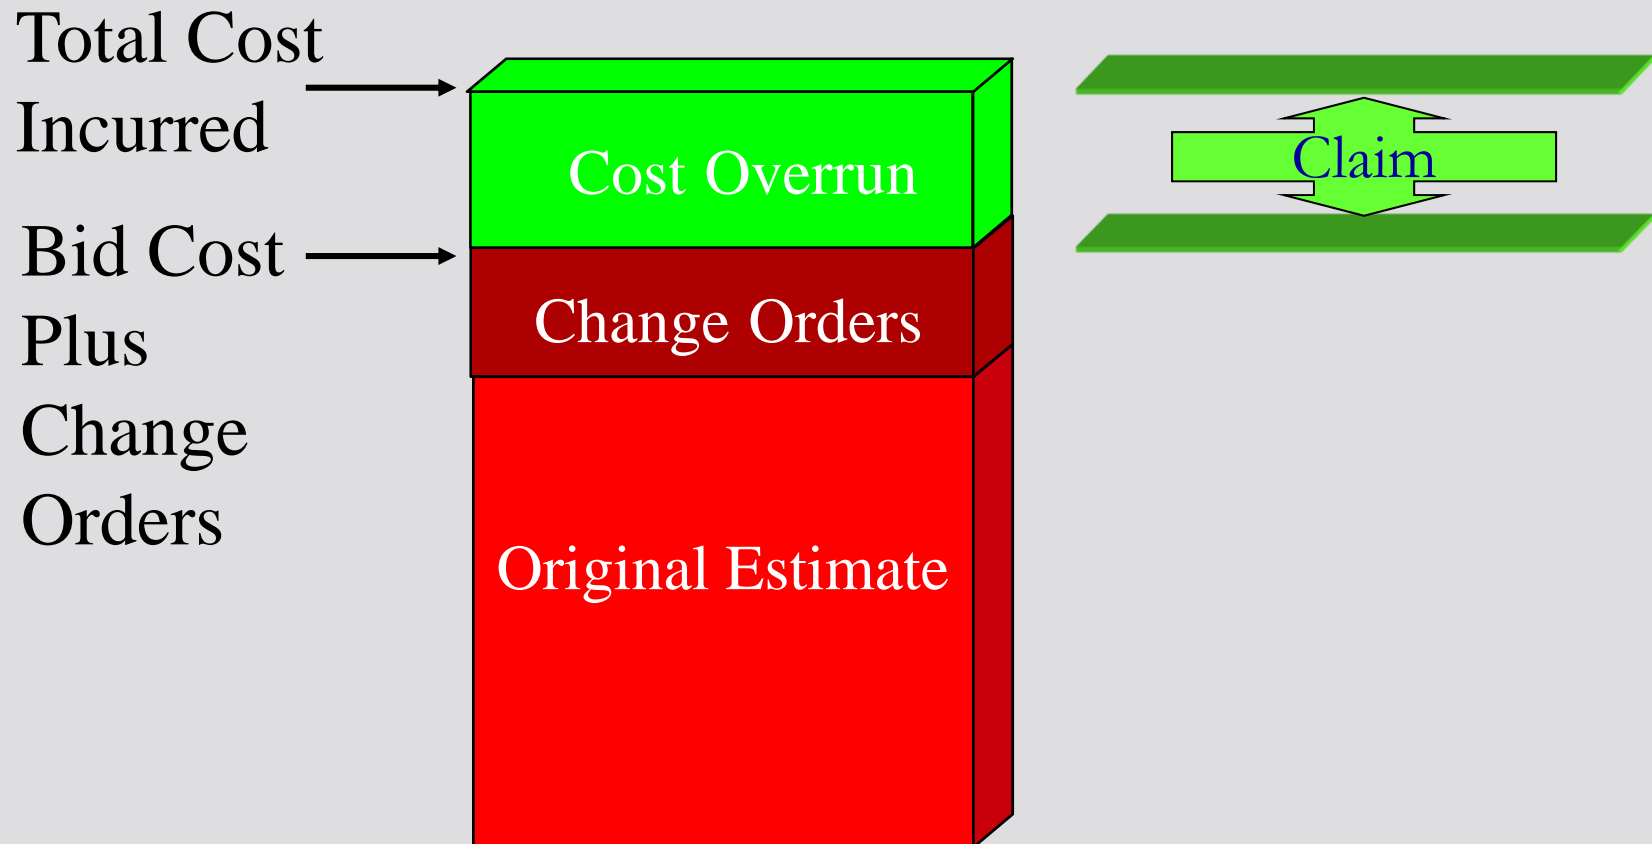 Total Cost
Incurred
Cost Overrun
Claim
Bid Cost
Plus
Change
Orders
Change Orders
Original Estimate